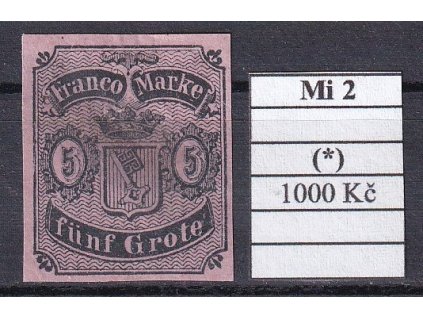 Franco Marke
5 5
fünf Grote
Mi 2
(*)
1000 Kč